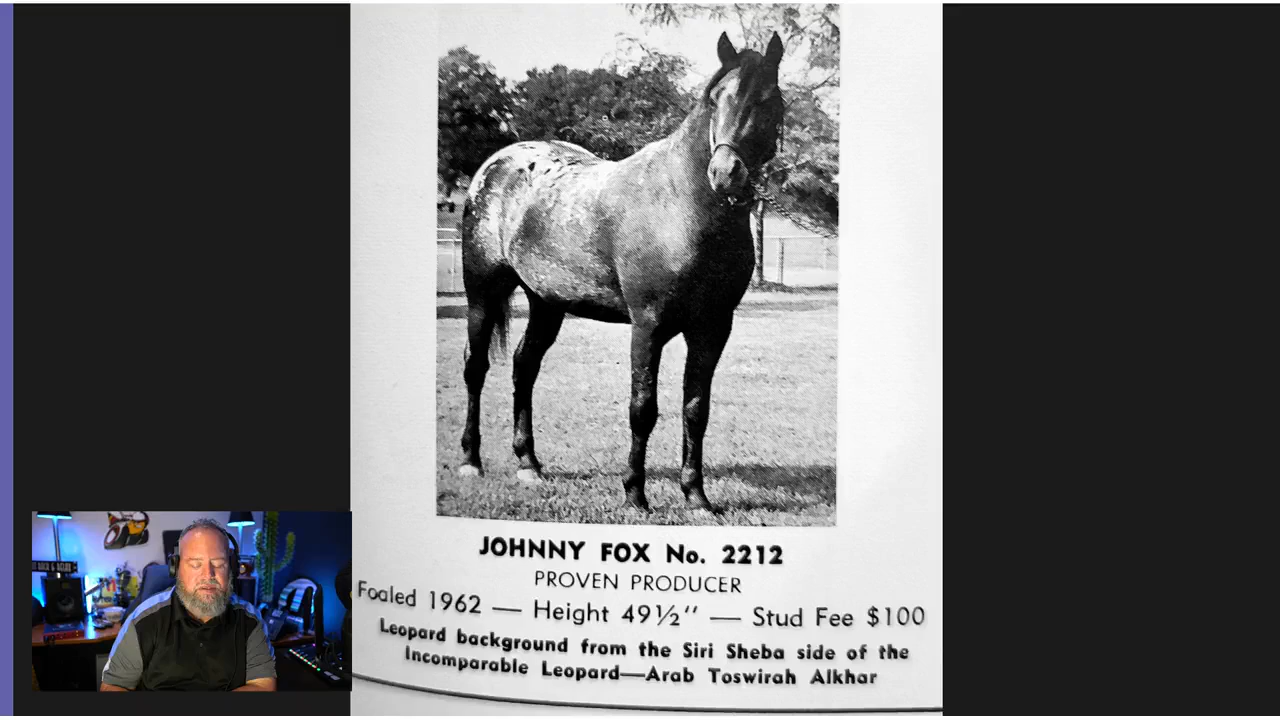 JOHNNY FOX No. 2212
PROVEN PRODUCER
Foaled 1962 — Height 49½" — Stud Fee $100
Leopard background from the Siri Sheba side of the
Incomparable Leopard—Arab Toswirah Alkhar